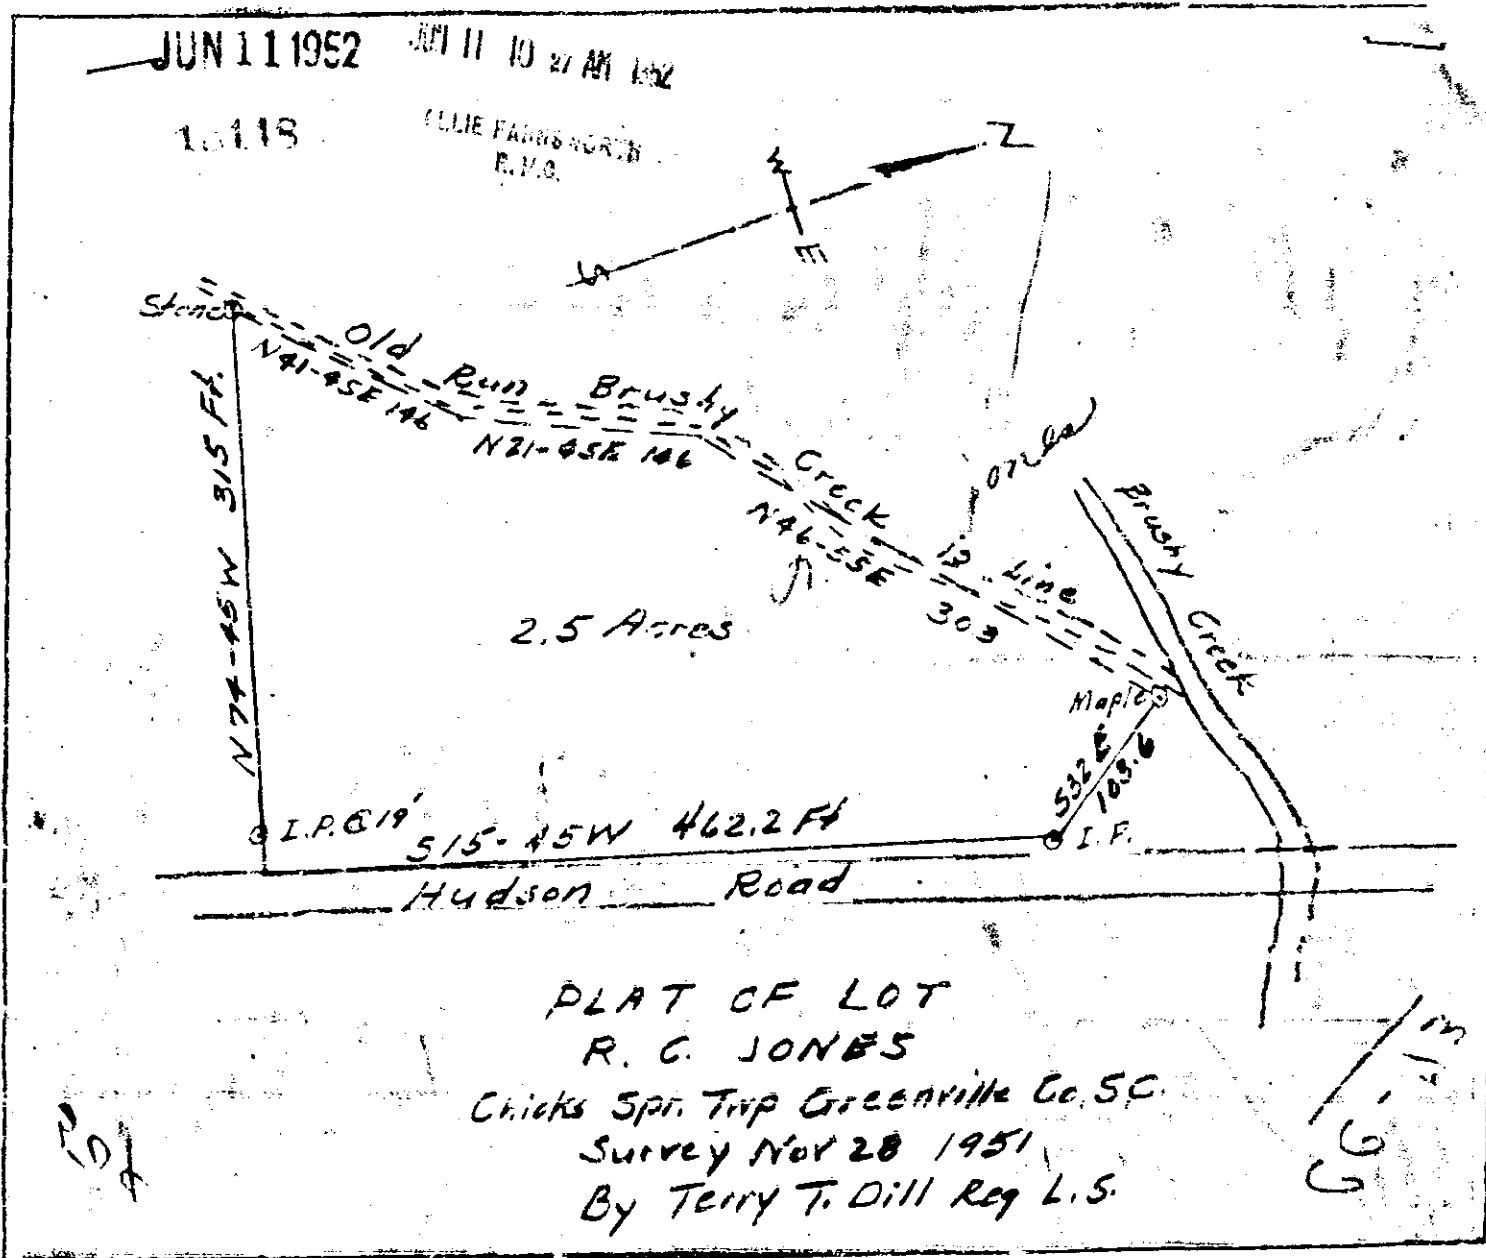 JUN 11 1952
JUN 11 10 27 AM 1952
OLLIE FARNSWORTH
R.M.C.
N
W
E
S
Stone
Old Run Brushy Creek is Line
N41-45E 146
N21-45E 146
N46-55E 303
N74-45W 315 Ft.
Brushy Creek
2.5 Acres
Maple
S32E
103.6
I.P. @ 19'
S15-45W 462.2 Ft
I.P.
Hudson Road
PLAT OF LOT
R. C. JONES
Chicks Spr. Twp Greenville Co. S.C.
Survey Nov 28 1951
By Terry T. Dill Reg L.S.